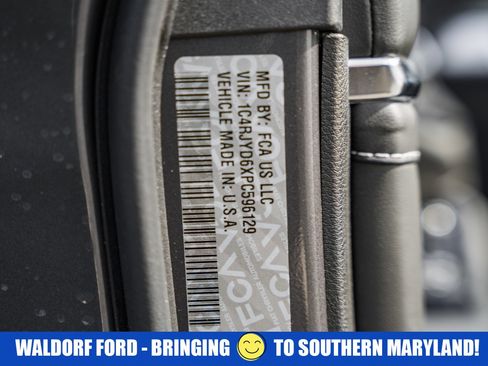 MFD BY: FCA US LLC
VIN: 1C4RJYD6XPC596129
VEHICLE MADE IN: U.S.A.
WALDORF FORD - BRINGING TO SOUTHERN MARYLAND!